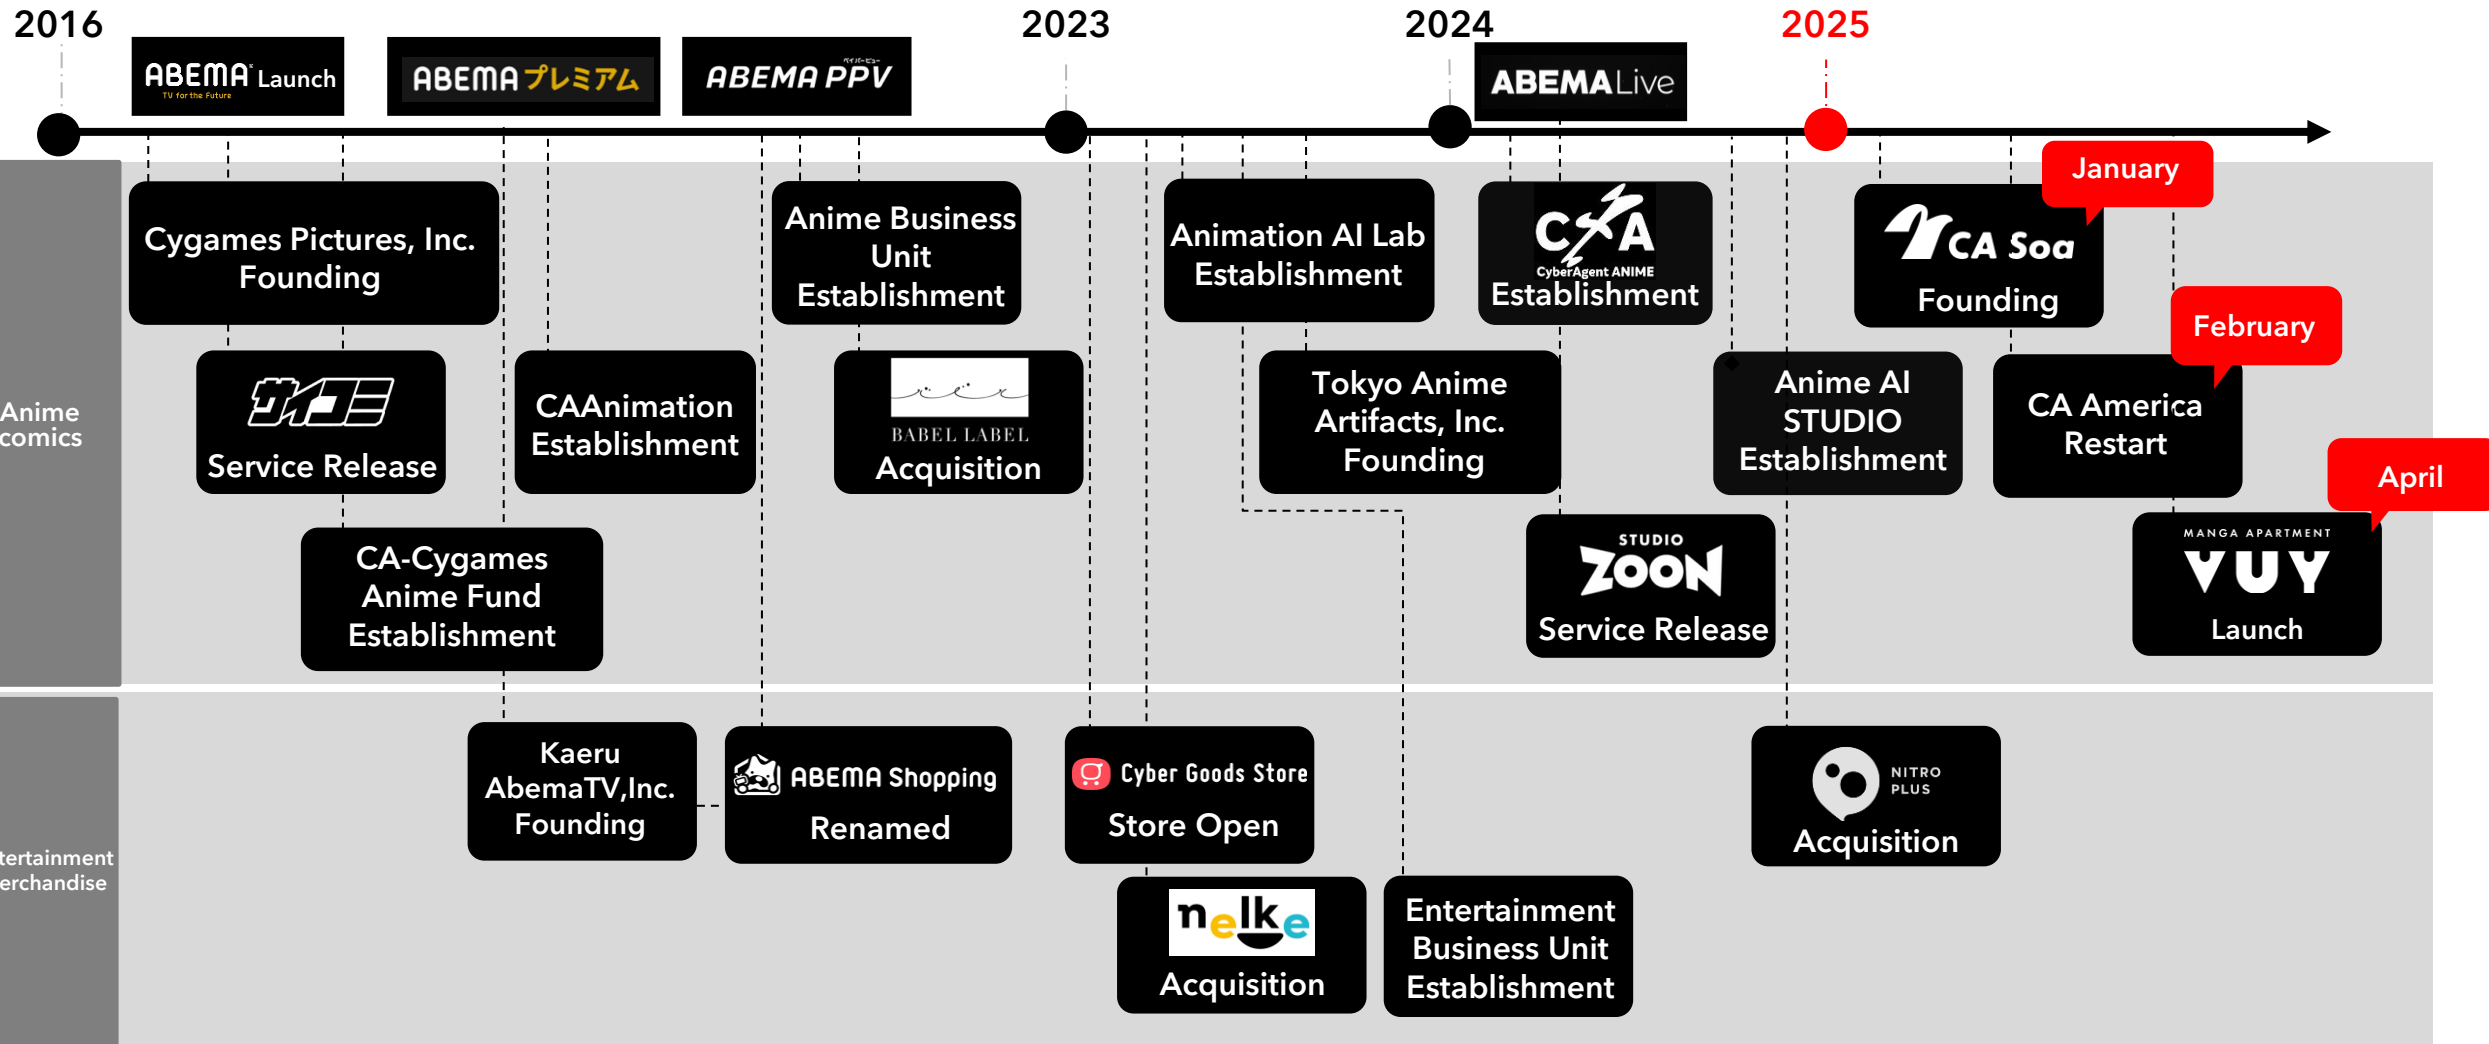 2016
2023
2024
2025
ABEMA Launch
TV for the Future
ABEMA プレミアム
ペイパービュー
ABEMA PPV
ABEMA Live
Anime
comics
Cygames Pictures, Inc.
Founding
サイコミ
Service Release
CA-Cygames
Anime Fund
Establishment
CAAnimation
Establishment
Anime Business
Unit
Establishment
BABEL LABEL
Acquisition
Animation AI Lab
Establishment
Tokyo Anime
Artifacts, Inc.
Founding
CA
CyberAgent ANIME
Establishment
STUDIO
ZOON
Service Release
Anime AI
STUDIO
Establishment
January
CA Soa
Founding
February
CA America
Restart
April
MANGA APARTMENT
VUY
Launch
tertainment
erchandise
Kaeru
AbemaTV,Inc.
Founding
ABEMA Shopping
Renamed
Cyber Goods Store
Store Open
nelke
Acquisition
Entertainment
Business Unit
Establishment
NITRO
PLUS
Acquisition